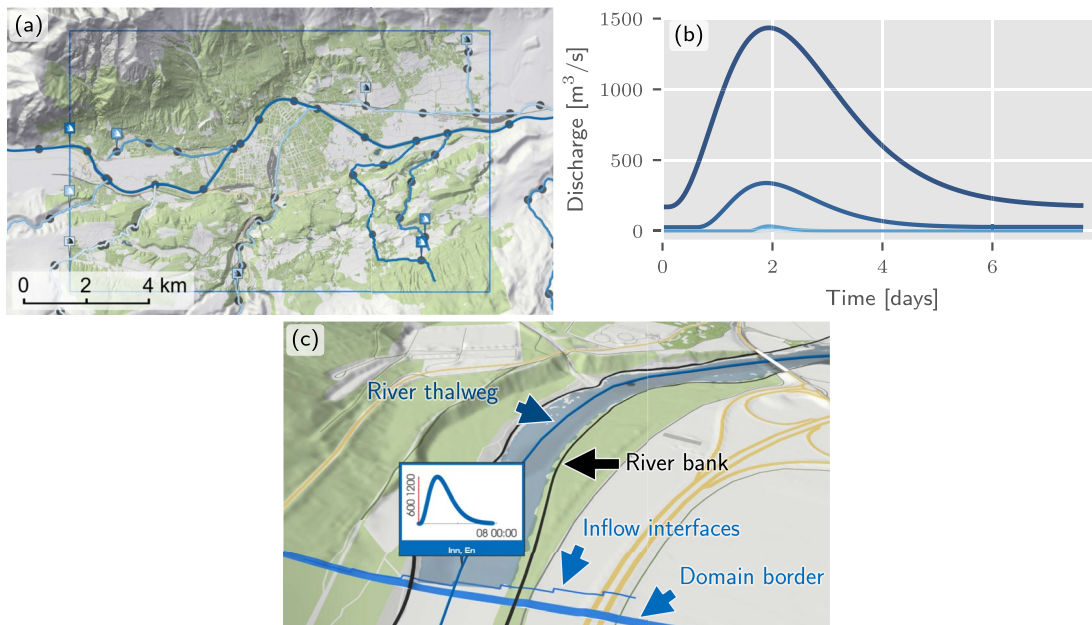 (a)
0 2 4 km
(b)
1500
1000
500
0
Discharge [m³/s]
0 2 4 6
Time [days]
(c)
River thalweg
River bank
600 1200
08 00:00
Inn, En
Inflow interfaces
Domain border